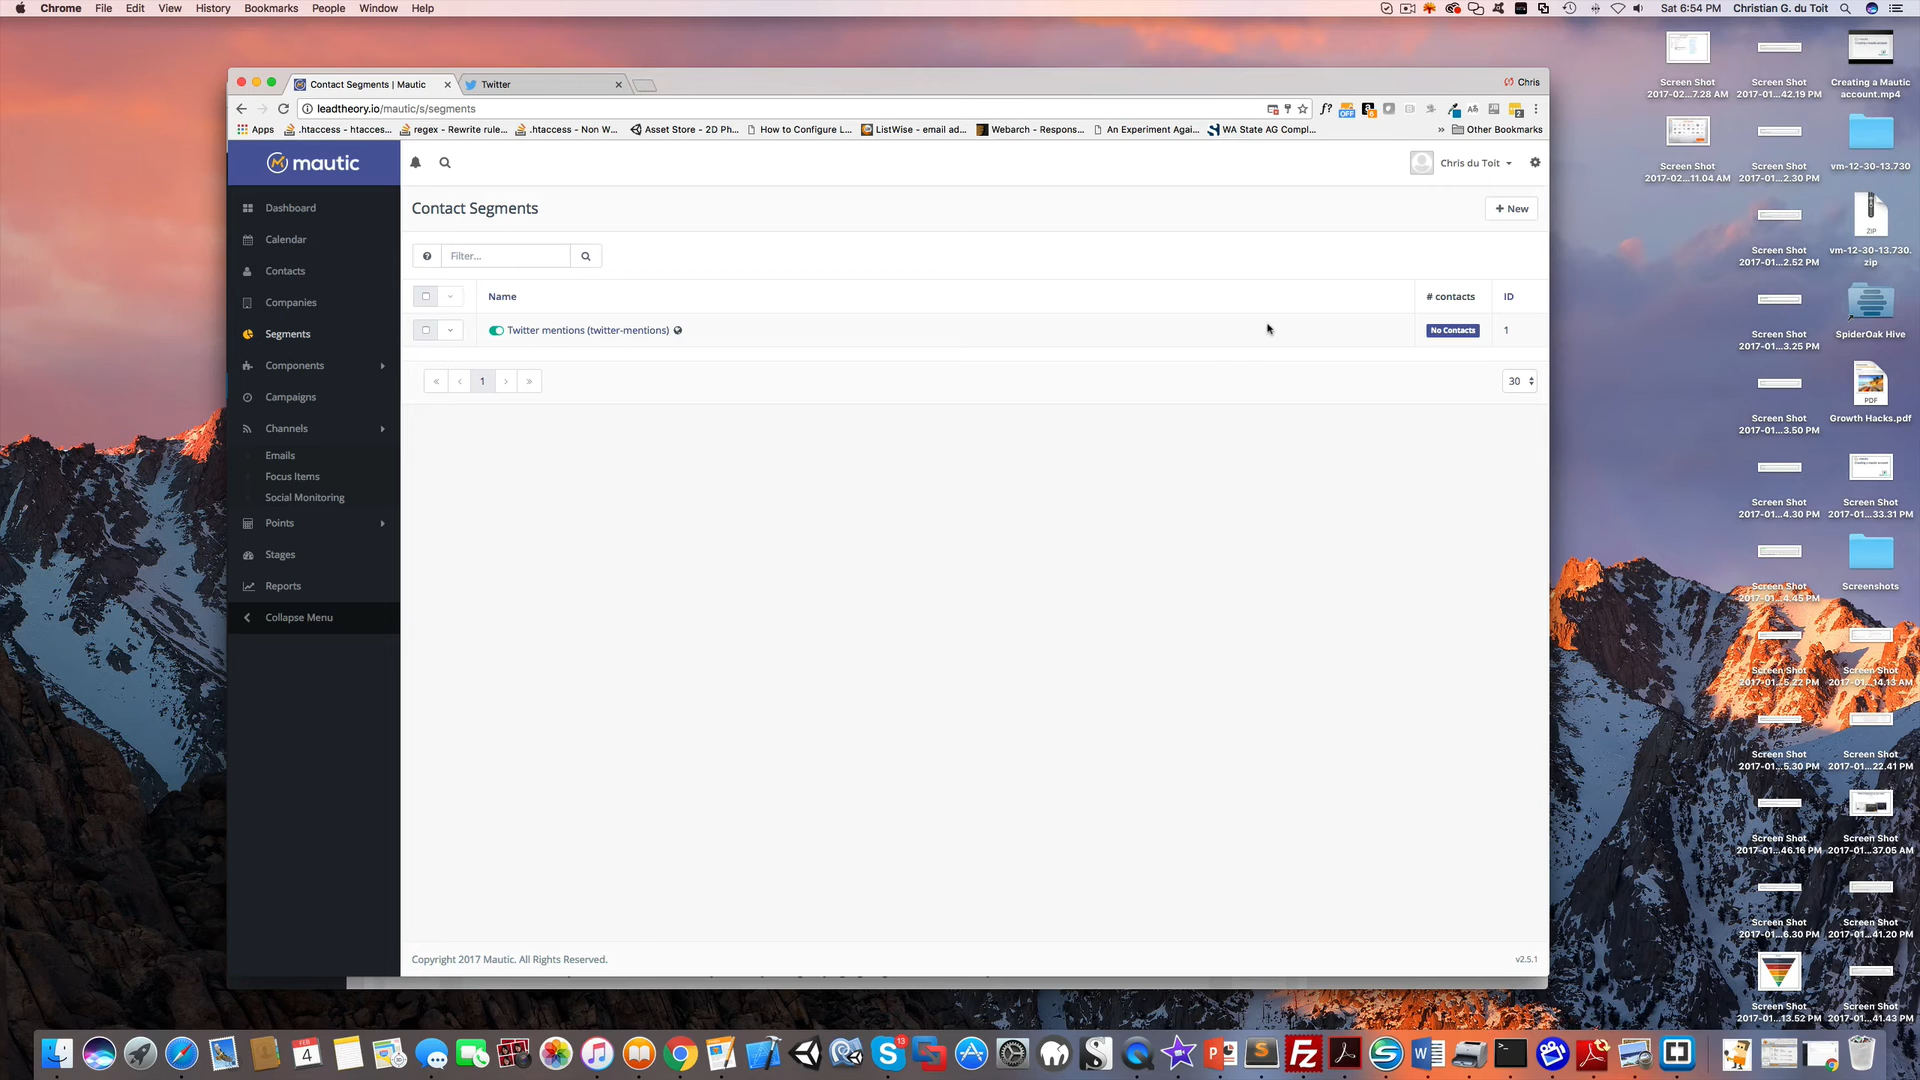 Chrome File Edit View History Bookmarks People Window Help
Sat 6:54 PM Christian G. du Toit
Contact Segments | Mautic
Twitter
Chris
leadtheory.io/mautic/s/segments
Apps
.htaccess - htacces...
regex - Rewrite rule...
.htaccess - Non W...
Asset Store - 2D Ph...
How to Configure L...
ListWise - email ad...
Webarch - Respons...
An Experiment Agai...
WA State AG Compl...
» Other Bookmarks
mautic
Chris du Toit
Dashboard
Calendar
Contacts
Companies
Segments
Components
Campaigns
Channels
Emails
Focus Items
Social Monitoring
Points
Stages
Reports
Collapse Menu
Contact Segments
+ New
Filter...
Name # contacts ID
Twitter mentions (twitter-mentions) No Contacts 1
« ‹ 1 › »
30
Copyright 2017 Mautic. All Rights Reserved.
v2.5.1
Screen Shot
2017-02...7.28 AM
Screen Shot
2017-01...42.19 PM
Creating a Mautic
account.mp4
Screen Shot
2017-02...11.04 AM
Screen Shot
2017-01...2.30 PM
vm-12-30-13.730
Screen Shot
2017-01...2.52 PM
ZIP
vm-12-30-13.730.
zip
Screen Shot
2017-01...3.25 PM
SpiderOak Hive
Screen Shot
2017-01...3.50 PM
PDF
Growth Hacks.pdf
Screen Shot
2017-01...4.30 PM
Screen Shot
2017-01...33.31 PM
Screen Shot
2017-01...4.45 PM
Screenshots
Screen Shot
2017-01...5.22 PM
Screen Shot
2017-01...14.13 AM
Screen Shot
2017-01...5.30 PM
Screen Shot
2017-01...22.41 PM
Screen Shot
2017-01...46.16 PM
Screen Shot
2017-01...37.05 AM
Screen Shot
2017-01...6.30 PM
Screen Shot
2017-01...41.20 PM
Screen Shot
2017-01...13.52 PM
Screen Shot
2017-01...41.43 PM
FEB
4
13